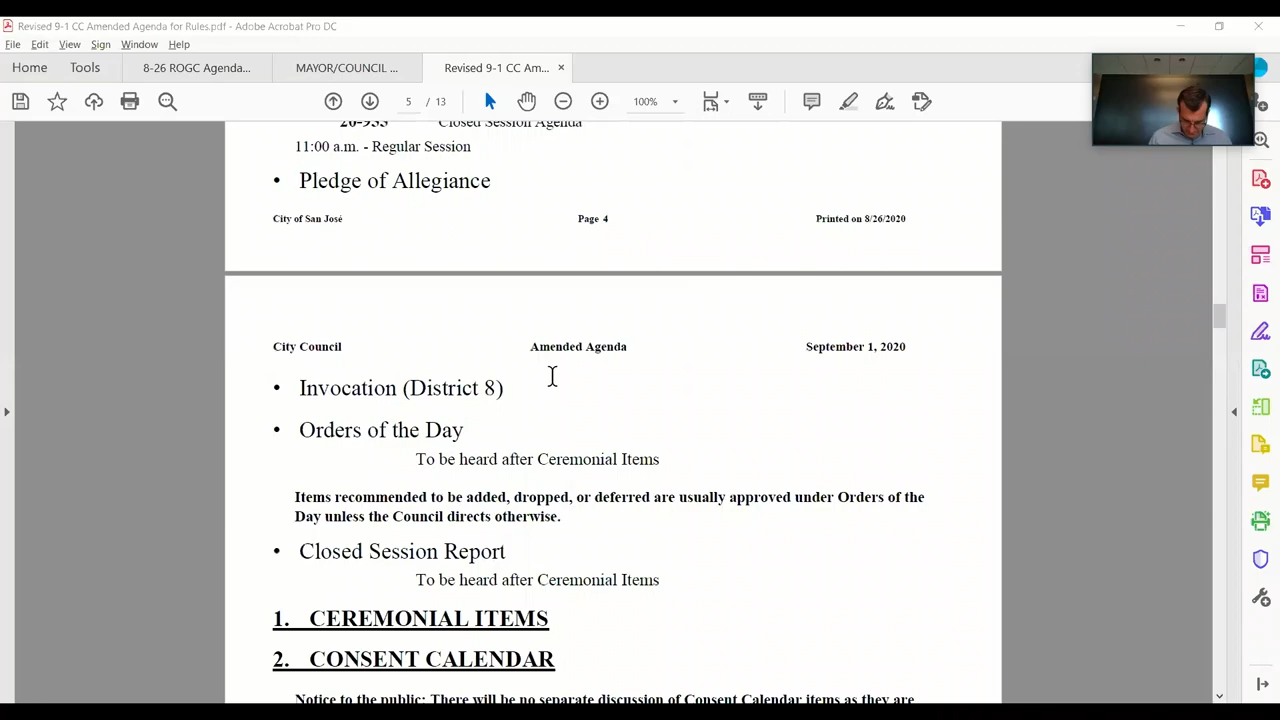 Revised 9-1 CC Amended Agenda for Rules.pdf - Adobe Acrobat Pro DC
File Edit View Sign Window Help
Home Tools 8-26 ROGC Agenda... MAYOR/COUNCIL ... Revised 9-1 CC Am... ×
5 / 13 100%
20-953 Closed Session Agenda
11:00 a.m. - Regular Session
• Pledge of Allegiance
City of San José Page 4 Printed on 8/26/2020
City Council Amended Agenda September 1, 2020
• Invocation (District 8)
• Orders of the Day
To be heard after Ceremonial Items
Items recommended to be added, dropped, or deferred are usually approved under Orders of the
Day unless the Council directs otherwise.
• Closed Session Report
To be heard after Ceremonial Items
1. CEREMONIAL ITEMS
2. CONSENT CALENDAR
Notice to the public: There will be no separate discussion of Consent Calendar items as they are